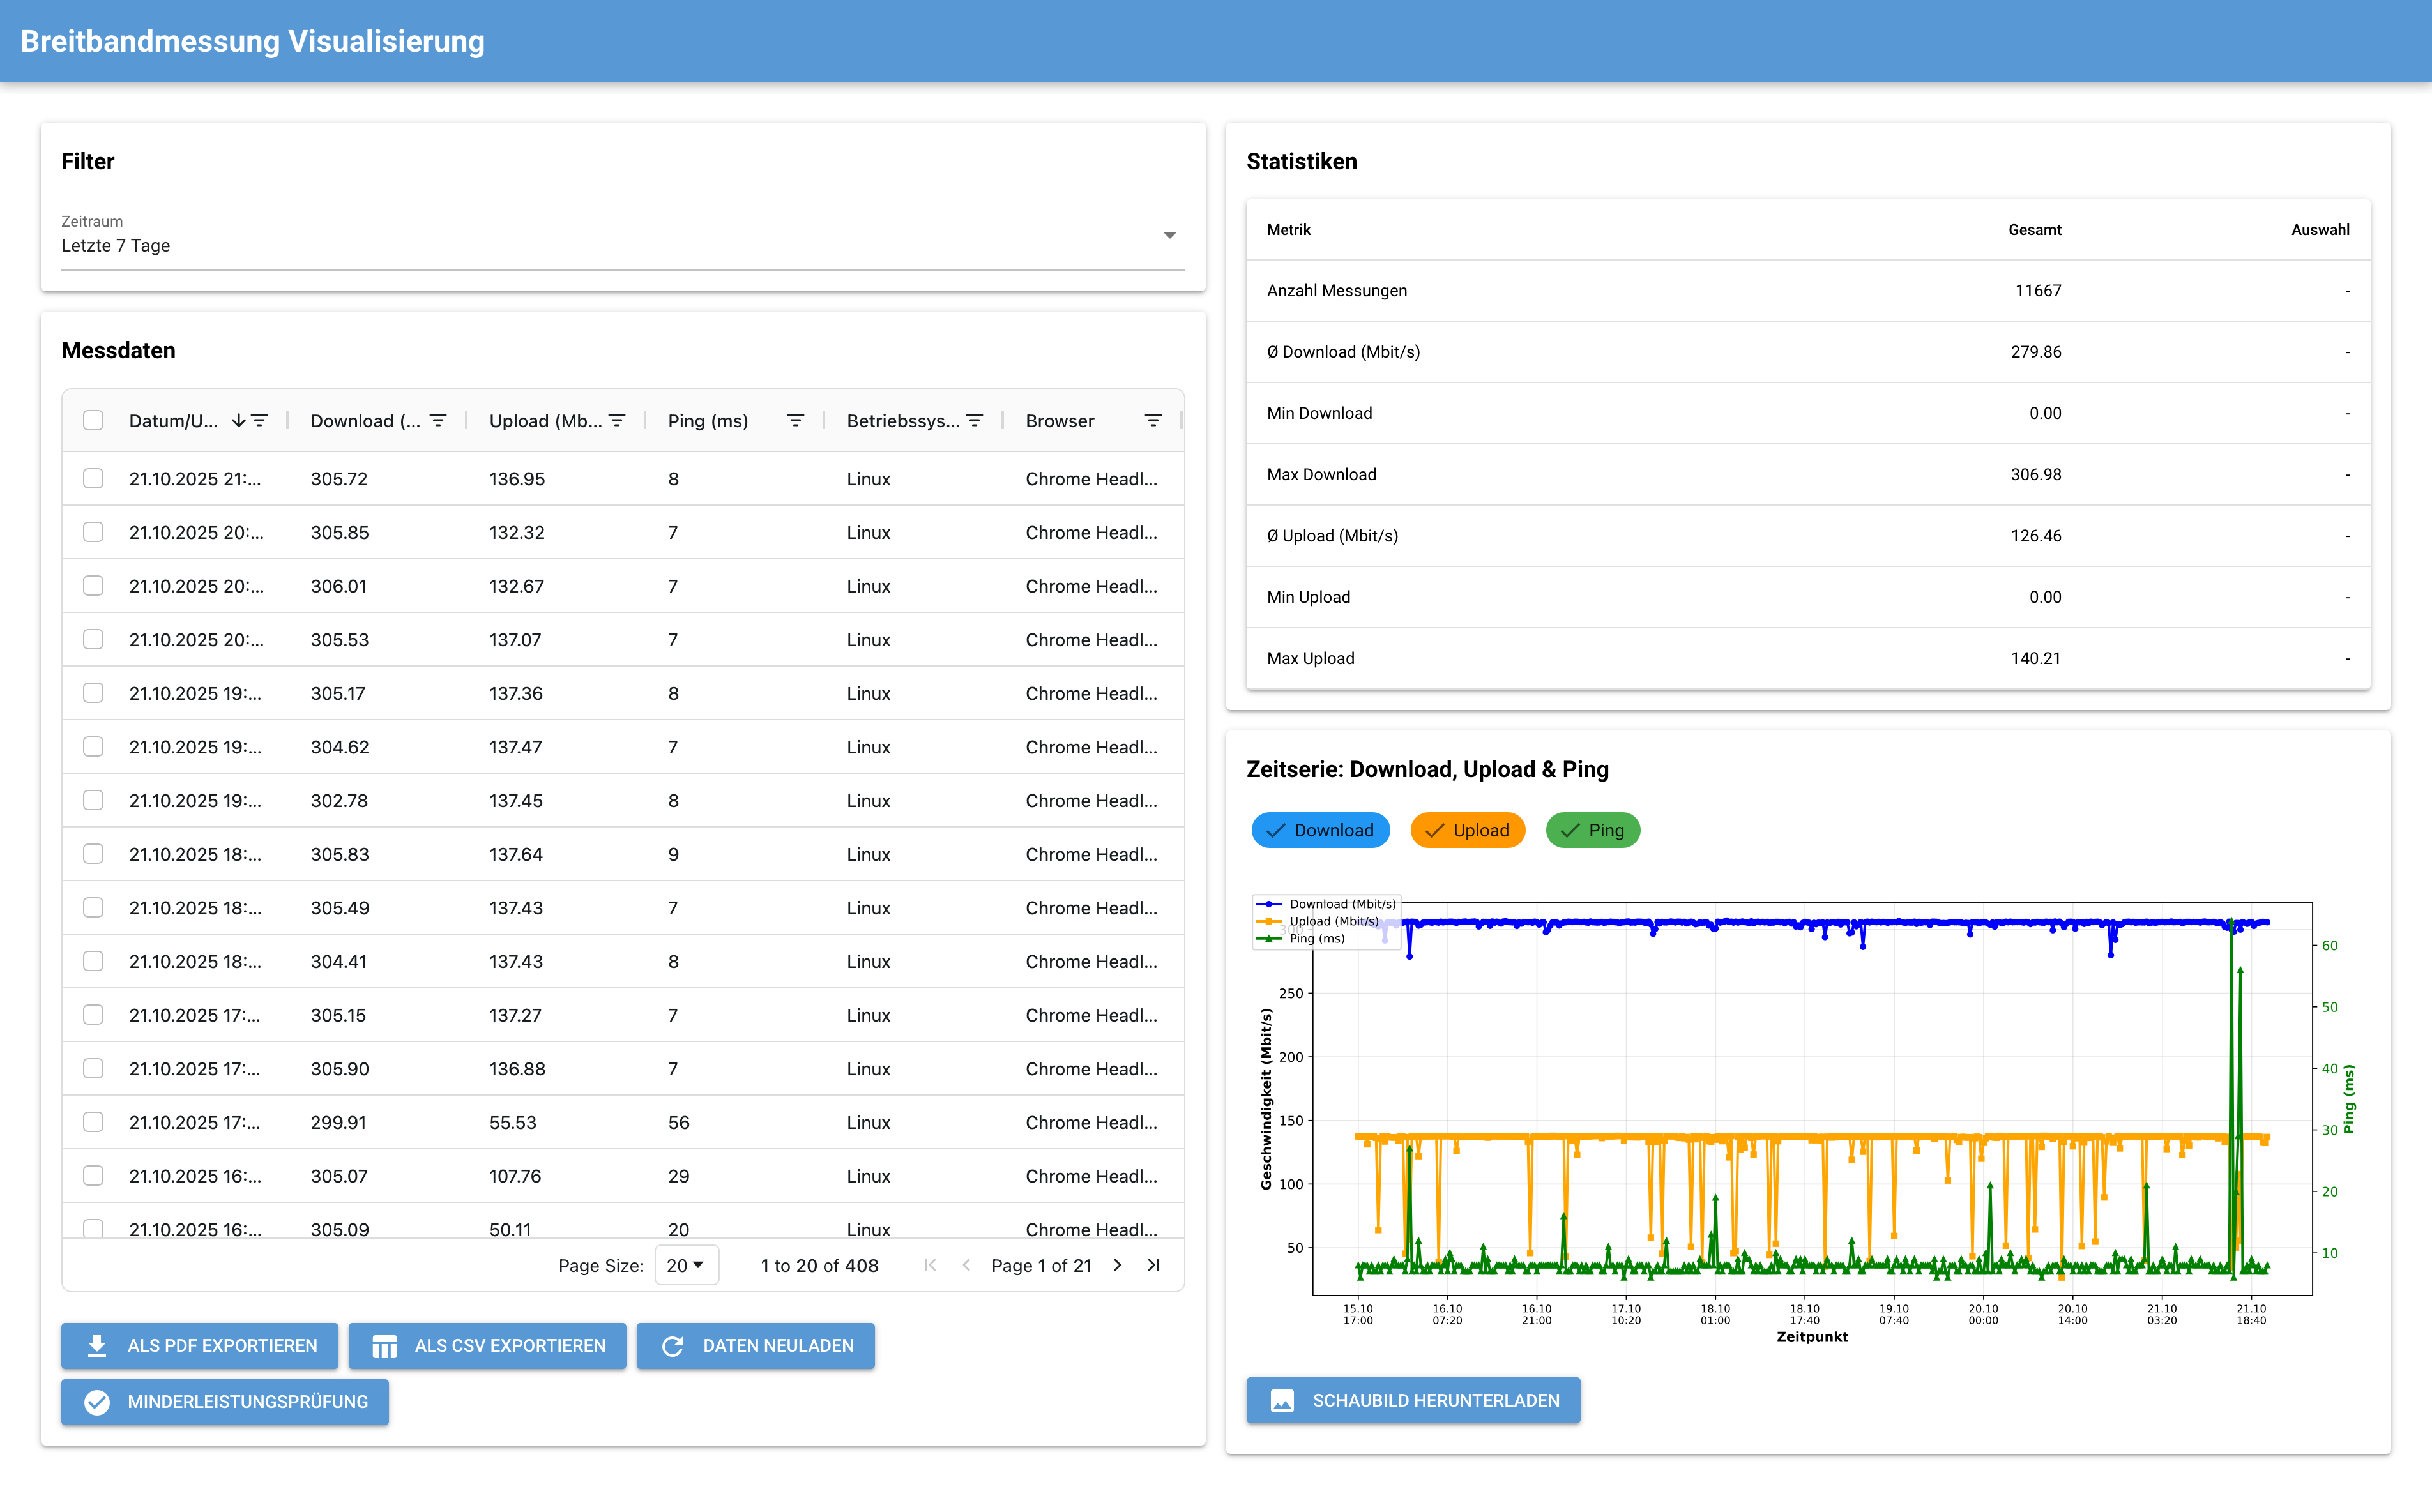 Breitbandmessung Visualisierung
Filter
Zeitraum
Letzte 7 Tage
Messdaten
Datum/U... Download (... Upload (Mb... Ping (ms) Betriebssys... Browser
21.10.2025 21:... 305.72 136.95 8 Linux Chrome Headl...
21.10.2025 20:... 305.85 132.32 7 Linux Chrome Headl...
21.10.2025 20:... 306.01 132.67 7 Linux Chrome Headl...
21.10.2025 20:... 305.53 137.07 7 Linux Chrome Headl...
21.10.2025 19:... 305.17 137.36 8 Linux Chrome Headl...
21.10.2025 19:... 304.62 137.47 7 Linux Chrome Headl...
21.10.2025 19:... 302.78 137.45 8 Linux Chrome Headl...
21.10.2025 18:... 305.83 137.64 9 Linux Chrome Headl...
21.10.2025 18:... 305.49 137.43 7 Linux Chrome Headl...
21.10.2025 18:... 304.41 137.43 8 Linux Chrome Headl...
21.10.2025 17:... 305.15 137.27 7 Linux Chrome Headl...
21.10.2025 17:... 305.90 136.88 7 Linux Chrome Headl...
21.10.2025 17:... 299.91 55.53 56 Linux Chrome Headl...
21.10.2025 16:... 305.07 107.76 29 Linux Chrome Headl...
21.10.2025 16:... 305.09 50.11 20 Linux Chrome Headl...
Page Size: 20 1 to 20 of 408 Page 1 of 21
ALS PDF EXPORTIEREN ALS CSV EXPORTIEREN DATEN NEULADEN
MINDERLEISTUNGSPRÜFUNG
Statistiken
Metrik Gesamt Auswahl
Anzahl Messungen 11667 -
Ø Download (Mbit/s) 279.86 -
Min Download 0.00 -
Max Download 306.98 -
Ø Upload (Mbit/s) 126.46 -
Min Upload 0.00 -
Max Upload 140.21 -
Zeitserie: Download, Upload & Ping
Download Upload Ping
Download (Mbit/s)
Upload (Mbit/s)
Ping (ms)
Geschwindigkeit (Mbit/s)
300
250
200
150
100
50
60
50
40
30
20
10
Ping (ms)
15.10 16.10 16.10 17.10 18.10 18.10 19.10 20.10 20.10 21.10 21.10
17:00 07:20 21:00 10:20 01:00 17:40 07:40 00:00 14:00 03:20 18:40
Zeitpunkt
SCHAUBILD HERUNTERLADEN